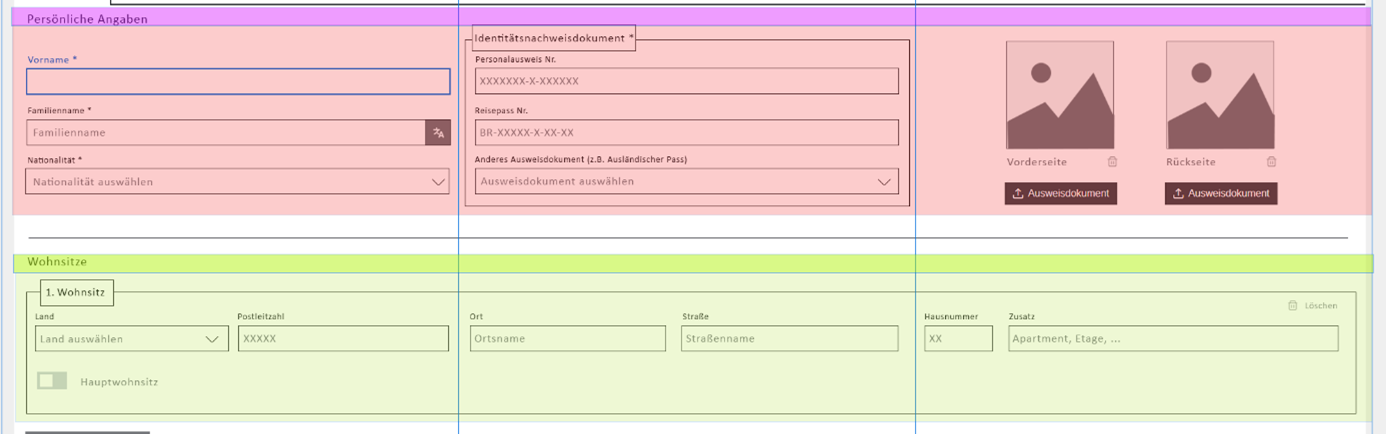 Persönliche Angaben
Vorname *
Familienname *
Familienname
Nationalität *
Nationalität auswählen
Identitätsnachweisdokument *
Personalausweis Nr.
XXXXXXX-X-XXXXXX
Reisepass Nr.
BR-XXXXX-X-XX-XX
Anderes Ausweisdokument (z.B. Ausländischer Pass)
Ausweisdokument auswählen
Vorderseite
Rückseite
Ausweisdokument
Ausweisdokument
Wohnsitze
1. Wohnsitz
Löschen
Land
Postleitzahl
Ort
Straße
Hausnummer
Zusatz
Land auswählen
XXXXX
Ortsname
Straßenname
XX
Apartment, Etage, ...
Hauptwohnsitz